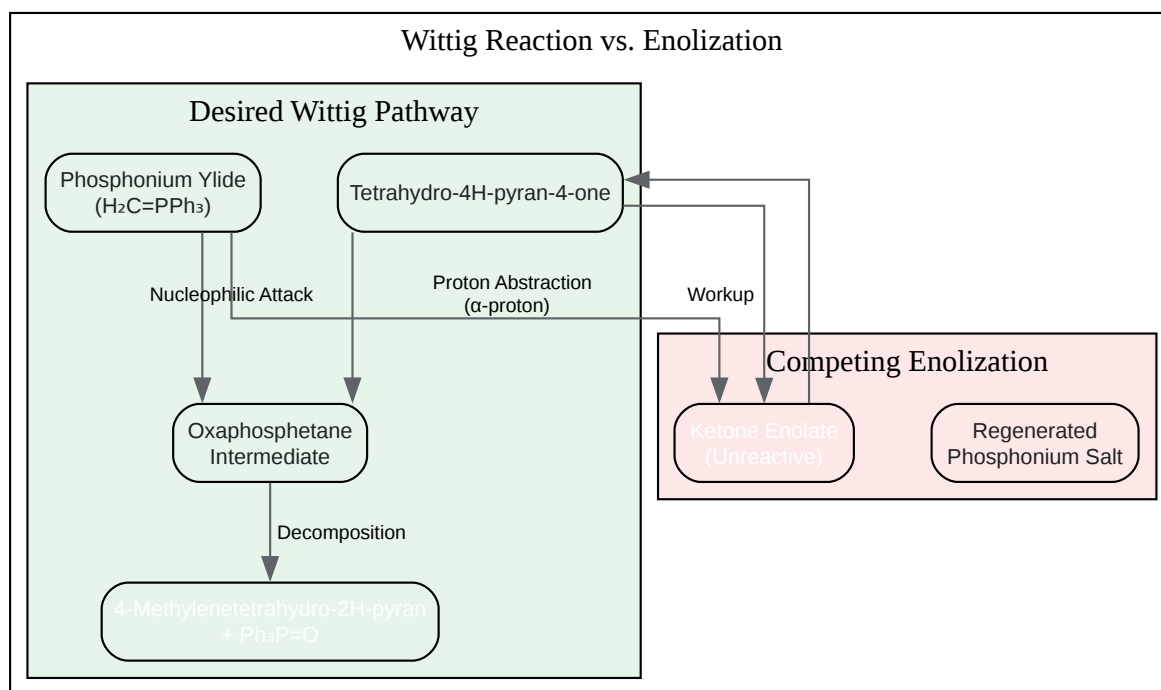 Wittig Reaction vs. Enolization
Desired Wittig Pathway
Phosphonium Ylide
(H₂C=PPh₃)
Tetrahydro-4H-pyran-4-one
Nucleophilic Attack
Proton Abstraction
(α-proton)
Workup
Competing Enolization
Oxaphosphetane
Intermediate
Ketone Enolate
(Unreactive)
Regenerated
Phosphonium Salt
Decomposition
4-Methylenetetrahydro-2H-pyran
+ Ph₃P=O